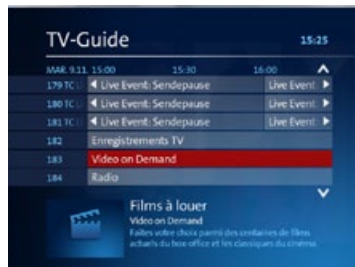 TV-Guide 15:25
MAR. 9.11. 15:00 15:30 16:00
179 TC Live Event: Sendepause Live Event:
180 TC Live Event: Sendepause Live Event:
181 TC Live Event: Sendepause Live Event:
182 Enregistrements TV
183 Video on Demand
184 Radio
Films à louer
Video on Demand
Faites votre choix parmi des centaines de films
actuels du box office et les classiques du cinéma.